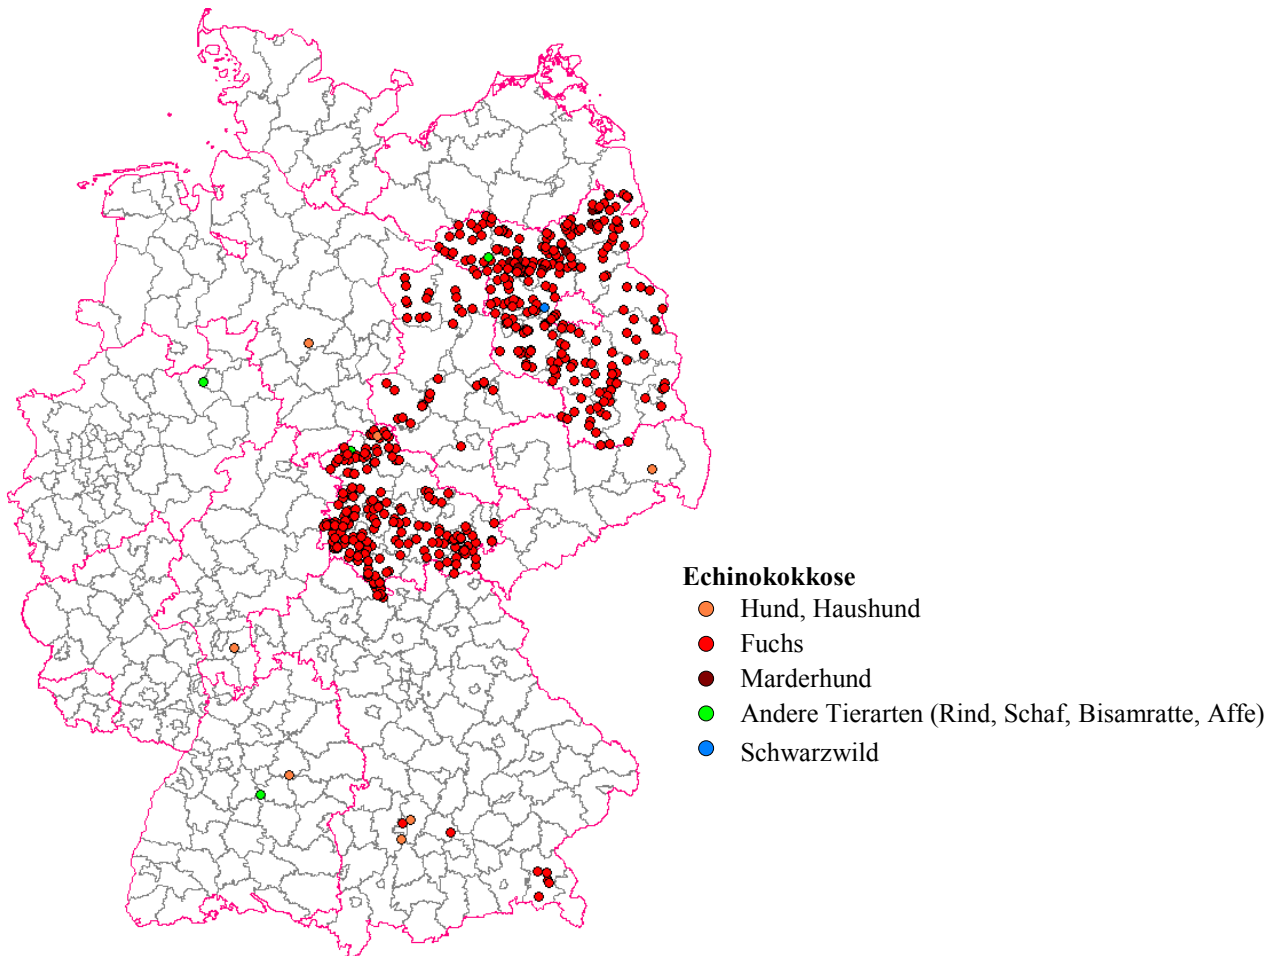 Echinokokkose
Hund, Haushund
Fuchs
Marderhund
Andere Tierarten (Rind, Schaf, Bisamratte, Affe)
Schwarzwild